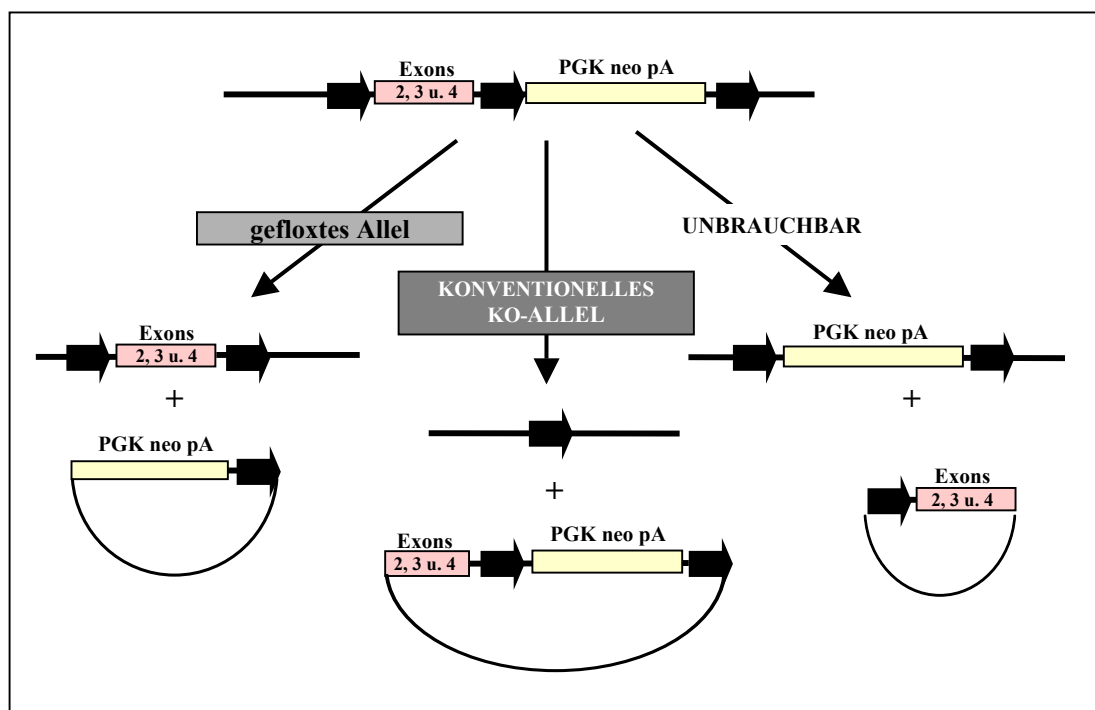 Exons
2, 3 u. 4
PGK neo pA
gefloxtes Allel
UNBRAUCHBAR
KONVENTIONELLES
KO-ALLEL
Exons
2, 3 u. 4
+
PGK neo pA
PGK neo pA
+
+
Exons
2, 3 u. 4
Exons
2, 3 u. 4
PGK neo pA